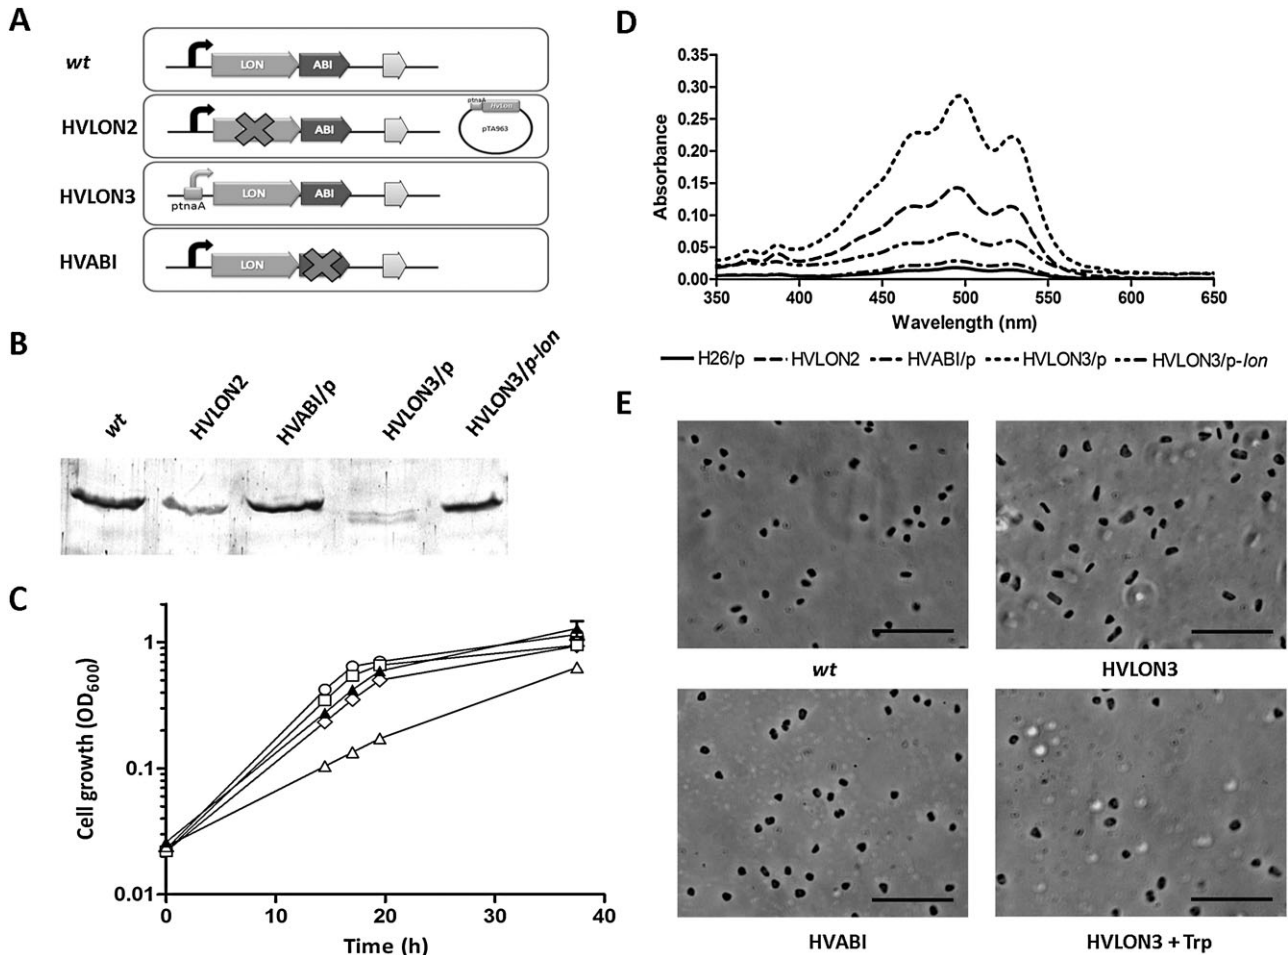 A
wt
LON
ABI
HVLON2
ABI
ptnaA
HvLon
pTA963
HVLON3
LON
ABI
ptnaA
HVABI
LON
B
wt
HVLON2
HVABI/p
HVLON3/p
HVLON3/p-lon
C
Cell growth (OD600)
1
0.1
0.01
0
10
20
30
40
Time (h)
D
Absorbance
0.35
0.30
0.25
0.20
0.15
0.10
0.05
0.00
350
400
450
500
550
600
650
Wavelength (nm)
H26/p
HVLON2
HVABI/p
HVLON3/p
HVLON3/p-lon
E
wt
HVLON3
HVABI
HVLON3 + Trp